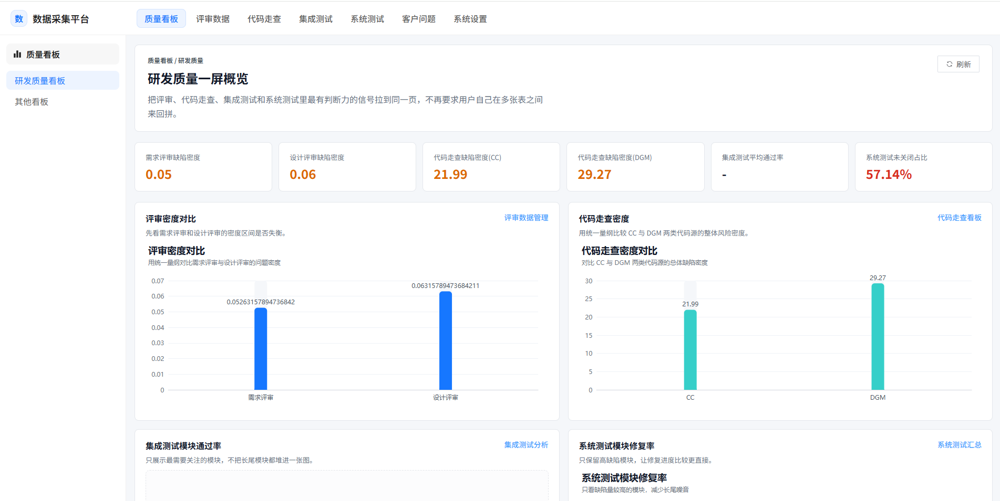 数 数据采集平台
质量看板 评审数据 代码走查 集成测试 系统测试 客户问题 系统设置
质量看板
研发质量看板
其他看板
质量看板 / 研发质量
刷新
研发质量一屏概览
把评审、代码走查、集成测试和系统测试里最有判断力的信号拉到同一页，不再要求用户自己在多张表之间
来回拼。
需求评审缺陷密度
0.05
设计评审缺陷密度
0.06
代码走查缺陷密度(CC)
21.99
代码走查缺陷密度(DGM)
29.27
集成测试平均通过率
-
系统测试未关闭占比
57.14%
评审密度对比
评审数据管理
先看需求评审和设计评审的密度区间是否失衡。
评审密度对比
用统一量纲对比需求评审与设计评审的问题密度
0.07
0.06
0.05
0.04
0.03
0.02
0.01
0
0.05263157894736842
0.06315789473684211
需求评审
设计评审
代码走查密度
代码走查看板
用统一量纲比较 CC 与 DGM 两类代码源的整体风险密度。
代码走查密度对比
对比 CC 与 DGM 两类代码源的总体缺陷密度
30
25
20
15
10
5
0
21.99
29.27
CC
DGM
集成测试模块通过率
集成测试分析
只展示最需要关注的模块，不把长尾模块都堆进一张图。
系统测试模块修复率
系统测试汇总
只保留高缺陷模块，让修复进度比较更直接。
系统测试模块修复率
只看缺陷量较高的模块，减少长尾噪音